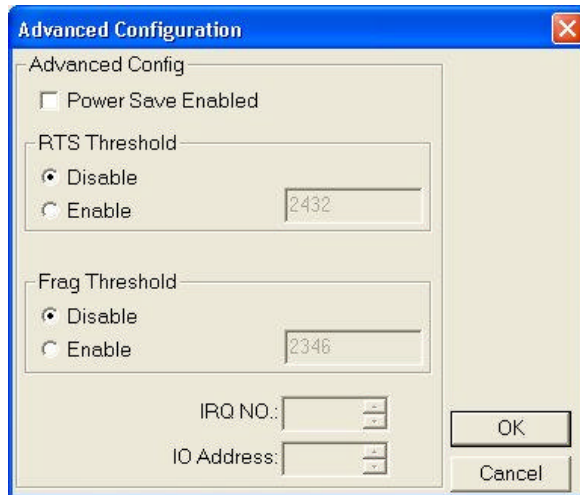 Advanced Configuration
Advanced Config
Power Save Enabled
RTS Threshold
Disable
Enable
2432
Frag Threshold
Disable
Enable
2346
IRQ NO.:
IO Address:
OK
Cancel